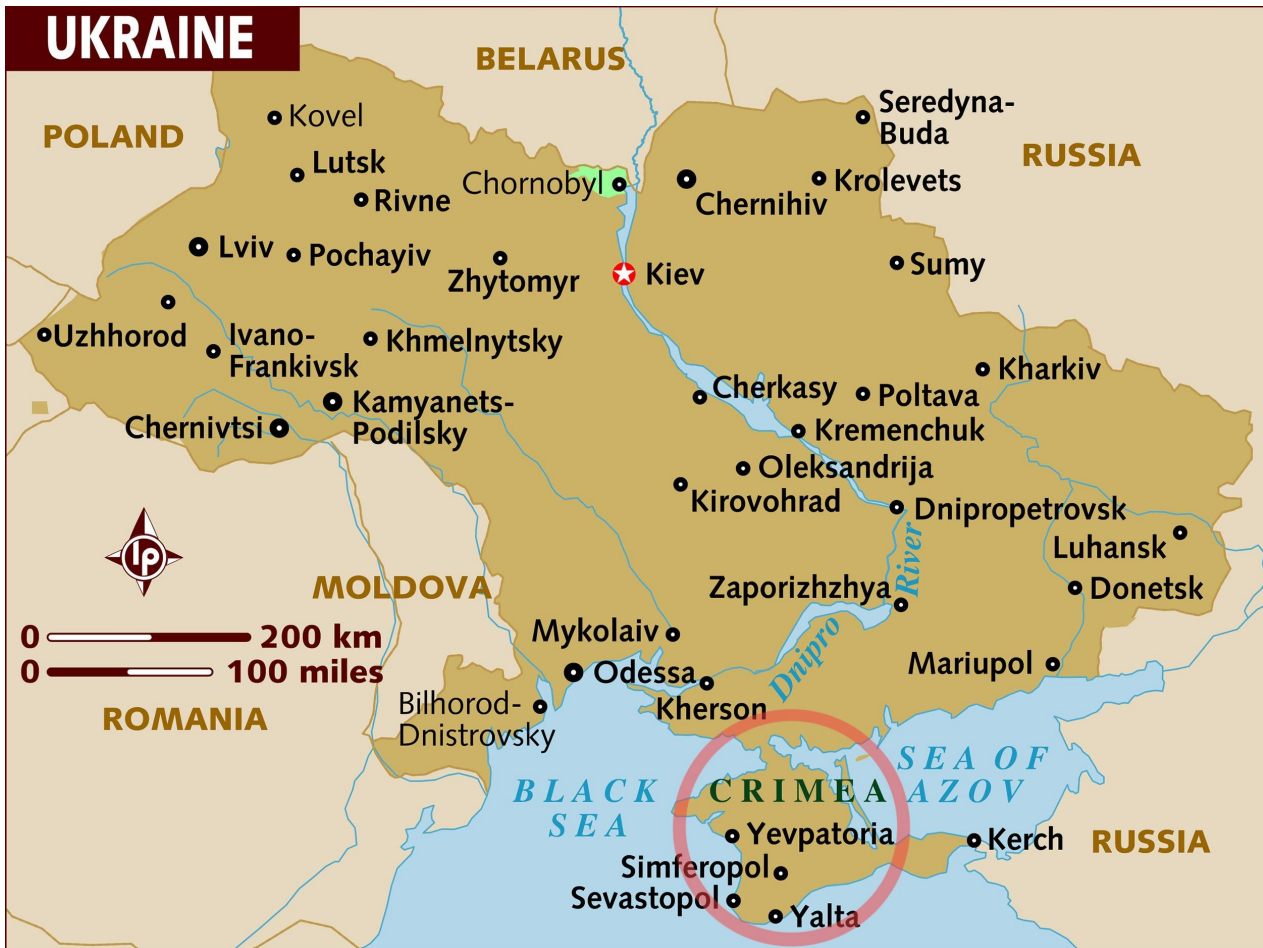 UKRAINE
BELARUS
POLAND
RUSSIA
Kovel
Seredyna-
Buda
Lutsk
Rivne
Chornobyl
Chernihiv
Krolevets
Lviv
Pochayiv
Zhytomyr
Kiev
Sumy
Uzhhorod
Ivano-
Frankivsk
Khmelnytsky
Kharkiv
Cherkasy
Poltava
Kamyanets-
Podilsky
Chernivtsi
Kremenchuk
Oleksandrija
Kirovohrad
Dnipropetrovsk
Luhansk
lp
MOLDOVA
Zaporizhzhya
Dnipro River
Donetsk
0 200 km
0 100 miles
Mykolaiv
Odessa
Mariupol
ROMANIA
Bilhorod-
Dnistrovsky
Kherson
BLACK
SEA
CRIMEA
SEA OF
AZOV
Yevpatoria
Kerch
RUSSIA
Simferopol
Sevastopol
Yalta